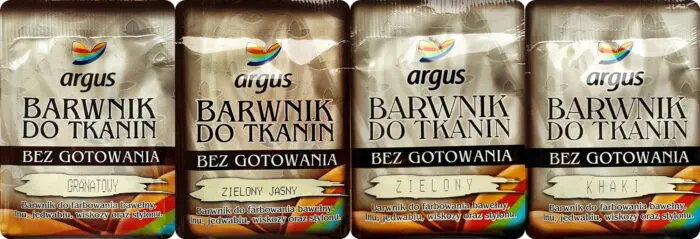 argus
BARWNIK
DO TKANIN
BEZ GOTOWANIA
GRANATOWY
Barwnik do farbowania bawełny,
lnu, jedwabiu, wiskozy oraz stylonu.
argus
BARWNIK
DO TKANIN
BEZ GOTOWANIA
ZIELONY JASNY
Barwnik do farbowania bawełny,
lnu, jedwabiu, wiskozy oraz stylonu.
argus
BARWNIK
DO TKANIN
BEZ GOTOWANIA
ZIELONY
Barwnik do farbowania bawełny,
lnu, jedwabiu, wiskozy oraz stylonu.
argus
BARWNIK
DO TKANIN
BEZ GOTOWANIA
KHAKI
Barwnik do farbowania bawełny,
lnu, jedwabiu, wiskozy oraz stylonu.